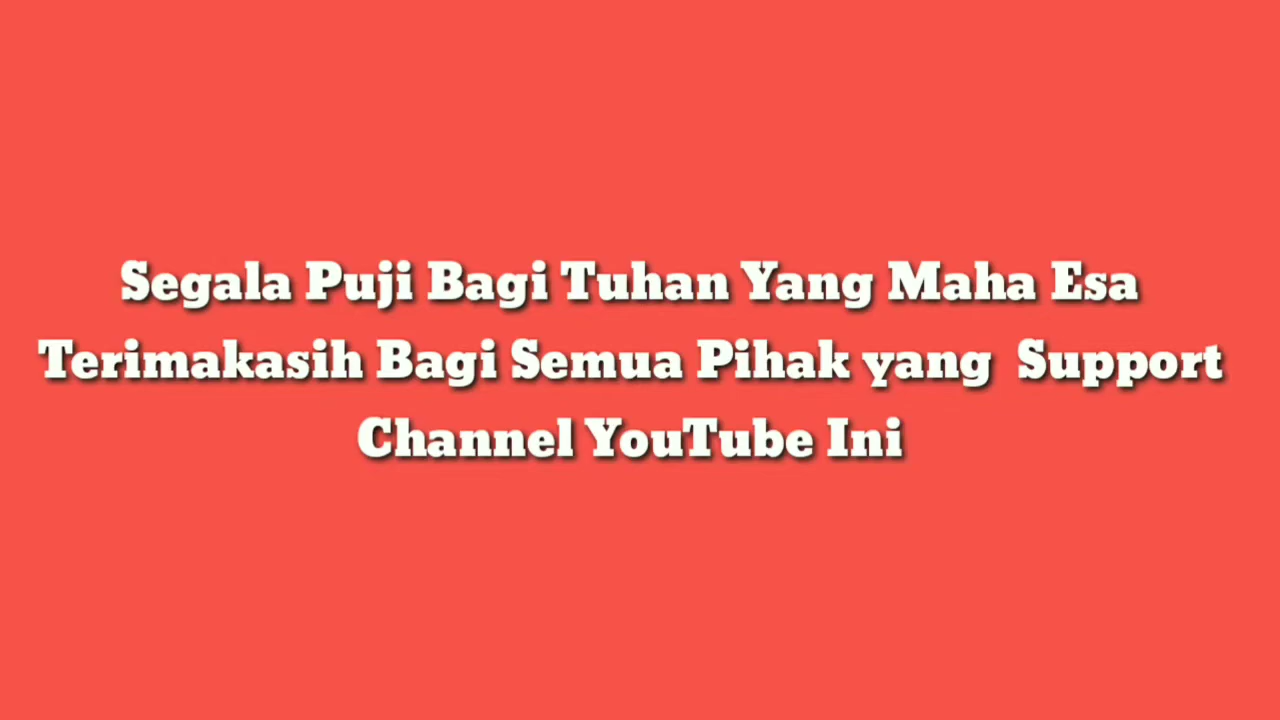 Segala Puji Bagi Tuhan Yang Maha Esa
Terimakasih Bagi Semua Pihak yang  Support
Channel YouTube Ini